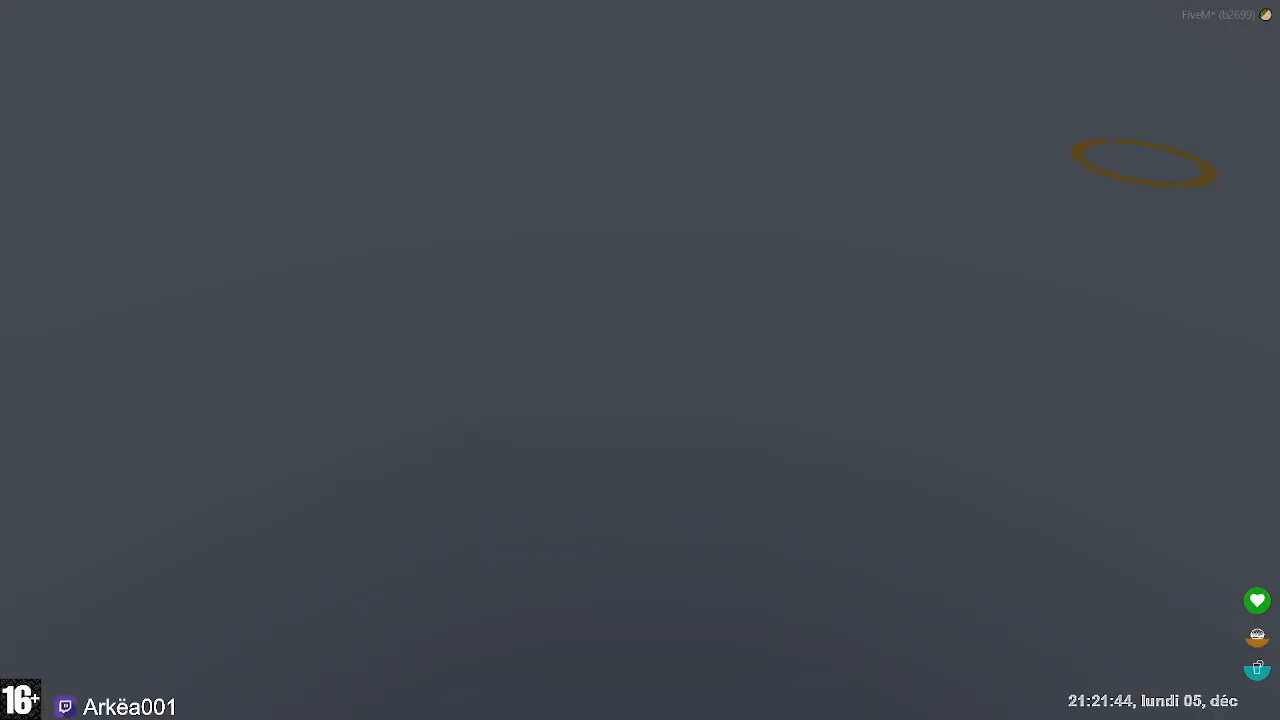 FiveM* (b2699)
16+
Arkëa001
21:21:44, lundi 05, déc